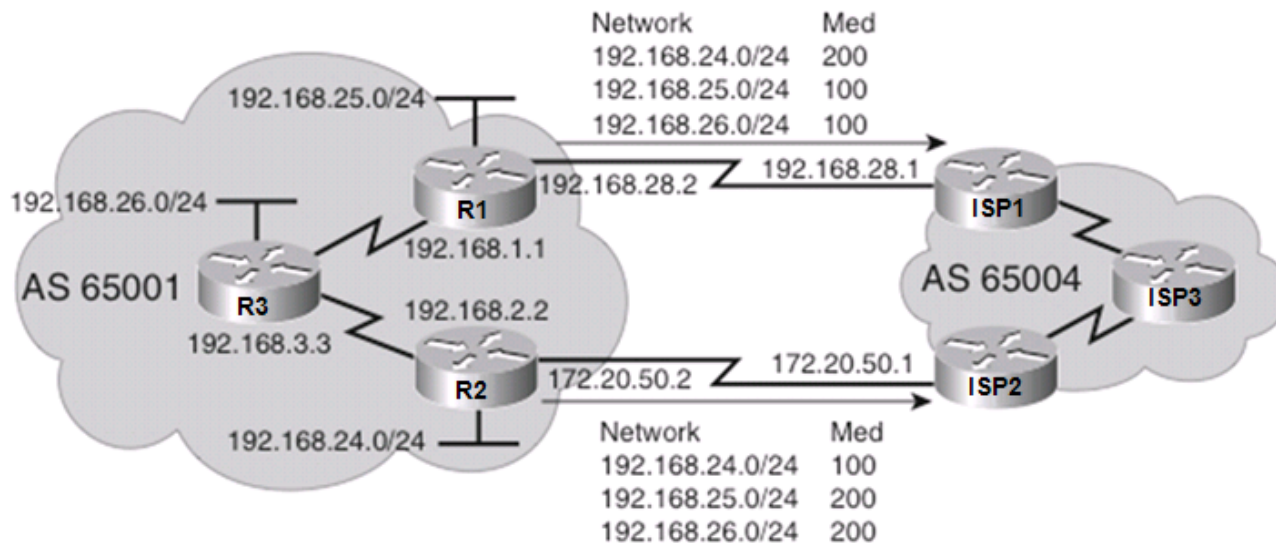 Network Med
192.168.24.0/24 200
192.168.25.0/24 100
192.168.26.0/24 100
192.168.25.0/24
192.168.26.0/24
R1
192.168.28.2
192.168.28.1
ISP1
192.168.1.1
AS 65001
R3
192.168.3.3
192.168.2.2
R2
AS 65004
ISP3
172.20.50.2
172.20.50.1
ISP2
192.168.24.0/24
Network Med
192.168.24.0/24 100
192.168.25.0/24 200
192.168.26.0/24 200